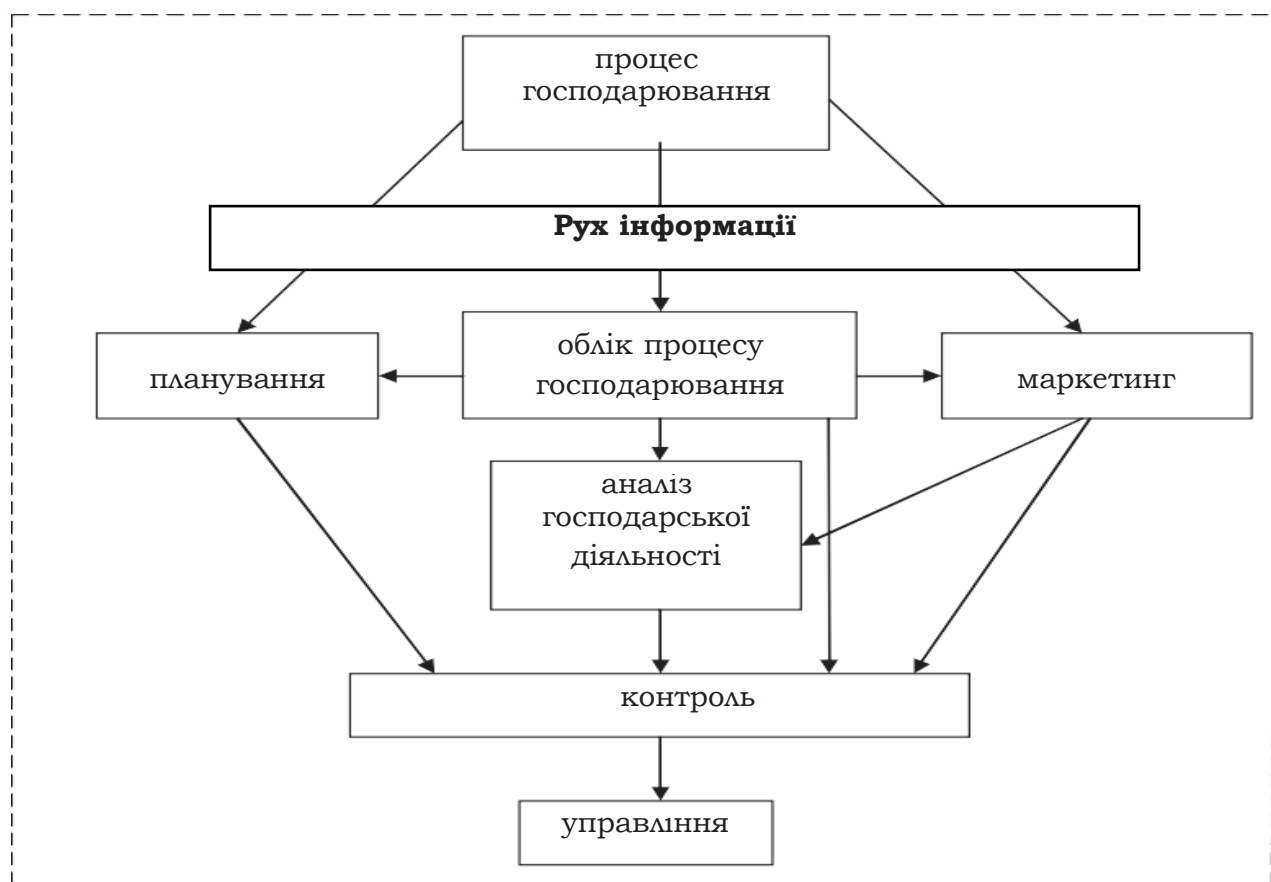 процес
господарювання
Рух інформації
планування
облік процесу
господарювання
маркетинг
аналіз
господарської
діяльності
контроль
управління